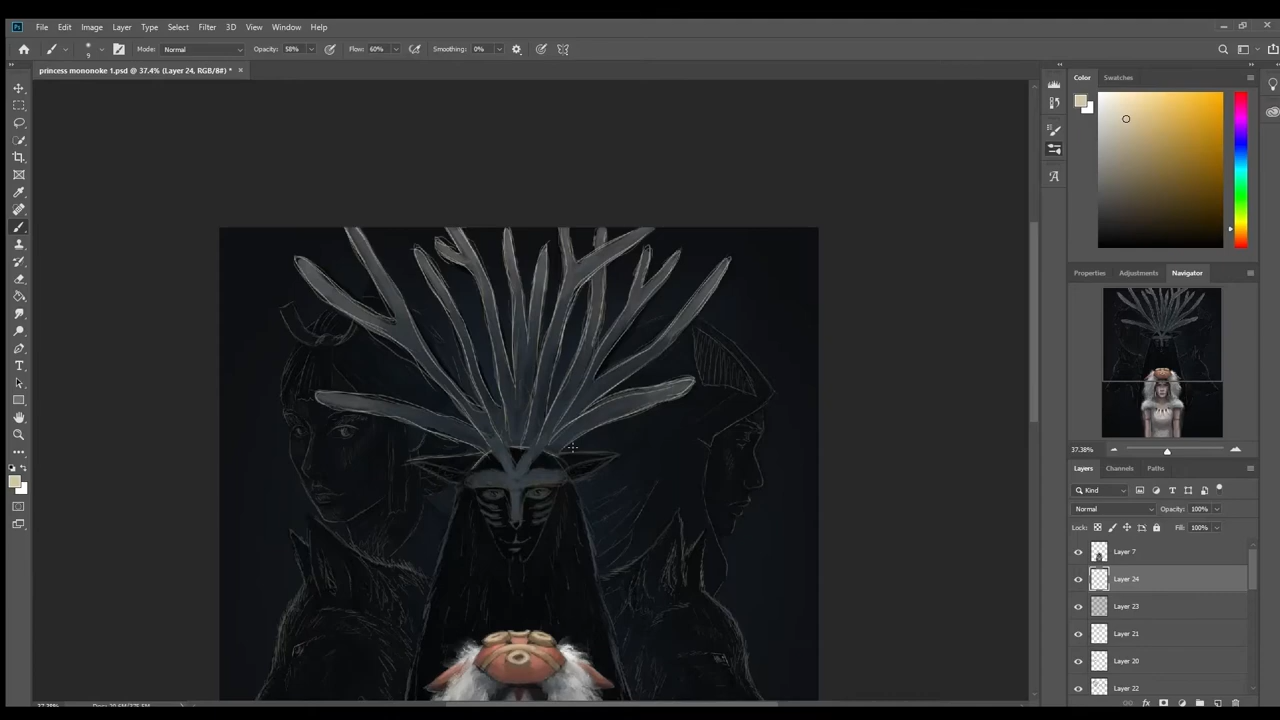 Ps File Edit Image Layer Type Select Filter 3D View Window Help
9 Mode: Normal Opacity: 58% Flow: 60% Smoothing: 0%
princess mononoke 1.psd @ 37.4% (Layer 24, RGB/8#) * ×
Color Swatches
Properties Adjustments Navigator
37.38%
Layers Channels Paths
Kind
Normal Opacity: 100%
Lock: Fill: 100%
Layer 7
Layer 24
Layer 23
Layer 21
Layer 20
Layer 22
fx